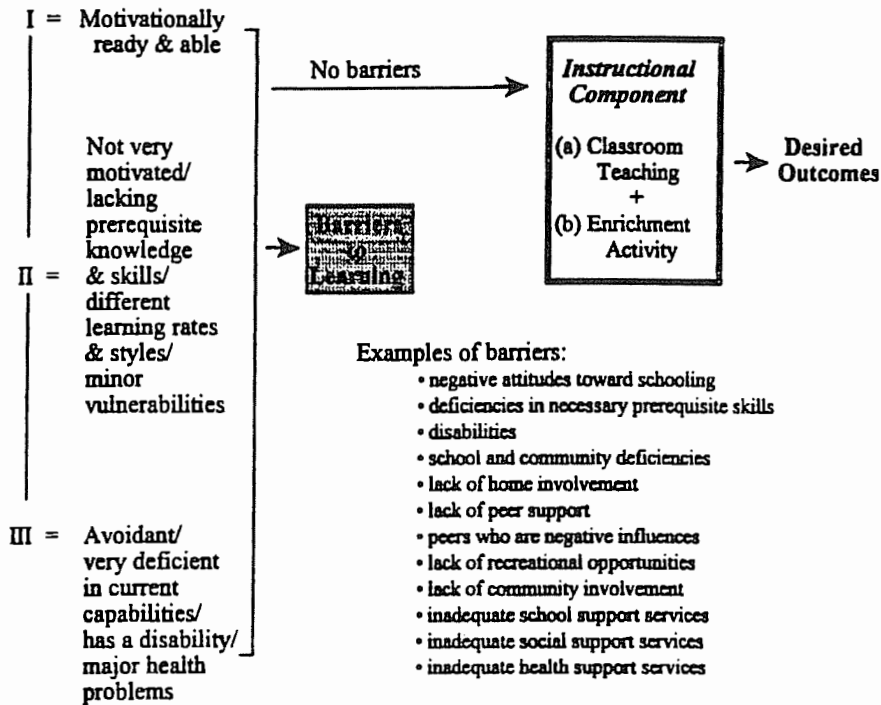 I = Motivationally
ready & able
No barriers
Instructional
Component
(a) Classroom
Teaching
+
(b) Enrichment
Activity
Desired
Outcomes
Not very
motivated/
lacking
prerequisite
knowledge
II = & skills/
different
learning rates
& styles/
minor
vulnerabilities
Barriers
to
Learning
Examples of barriers:
• negative attitudes toward schooling
• deficiencies in necessary prerequisite skills
• disabilities
• school and community deficiencies
• lack of home involvement
• lack of peer support
• peers who are negative influences
• lack of recreational opportunities
• lack of community involvement
• inadequate school support services
• inadequate social support services
• inadequate health support services
III = Avoidant/
very deficient
in current
capabilities/
has a disability/
major health
problems